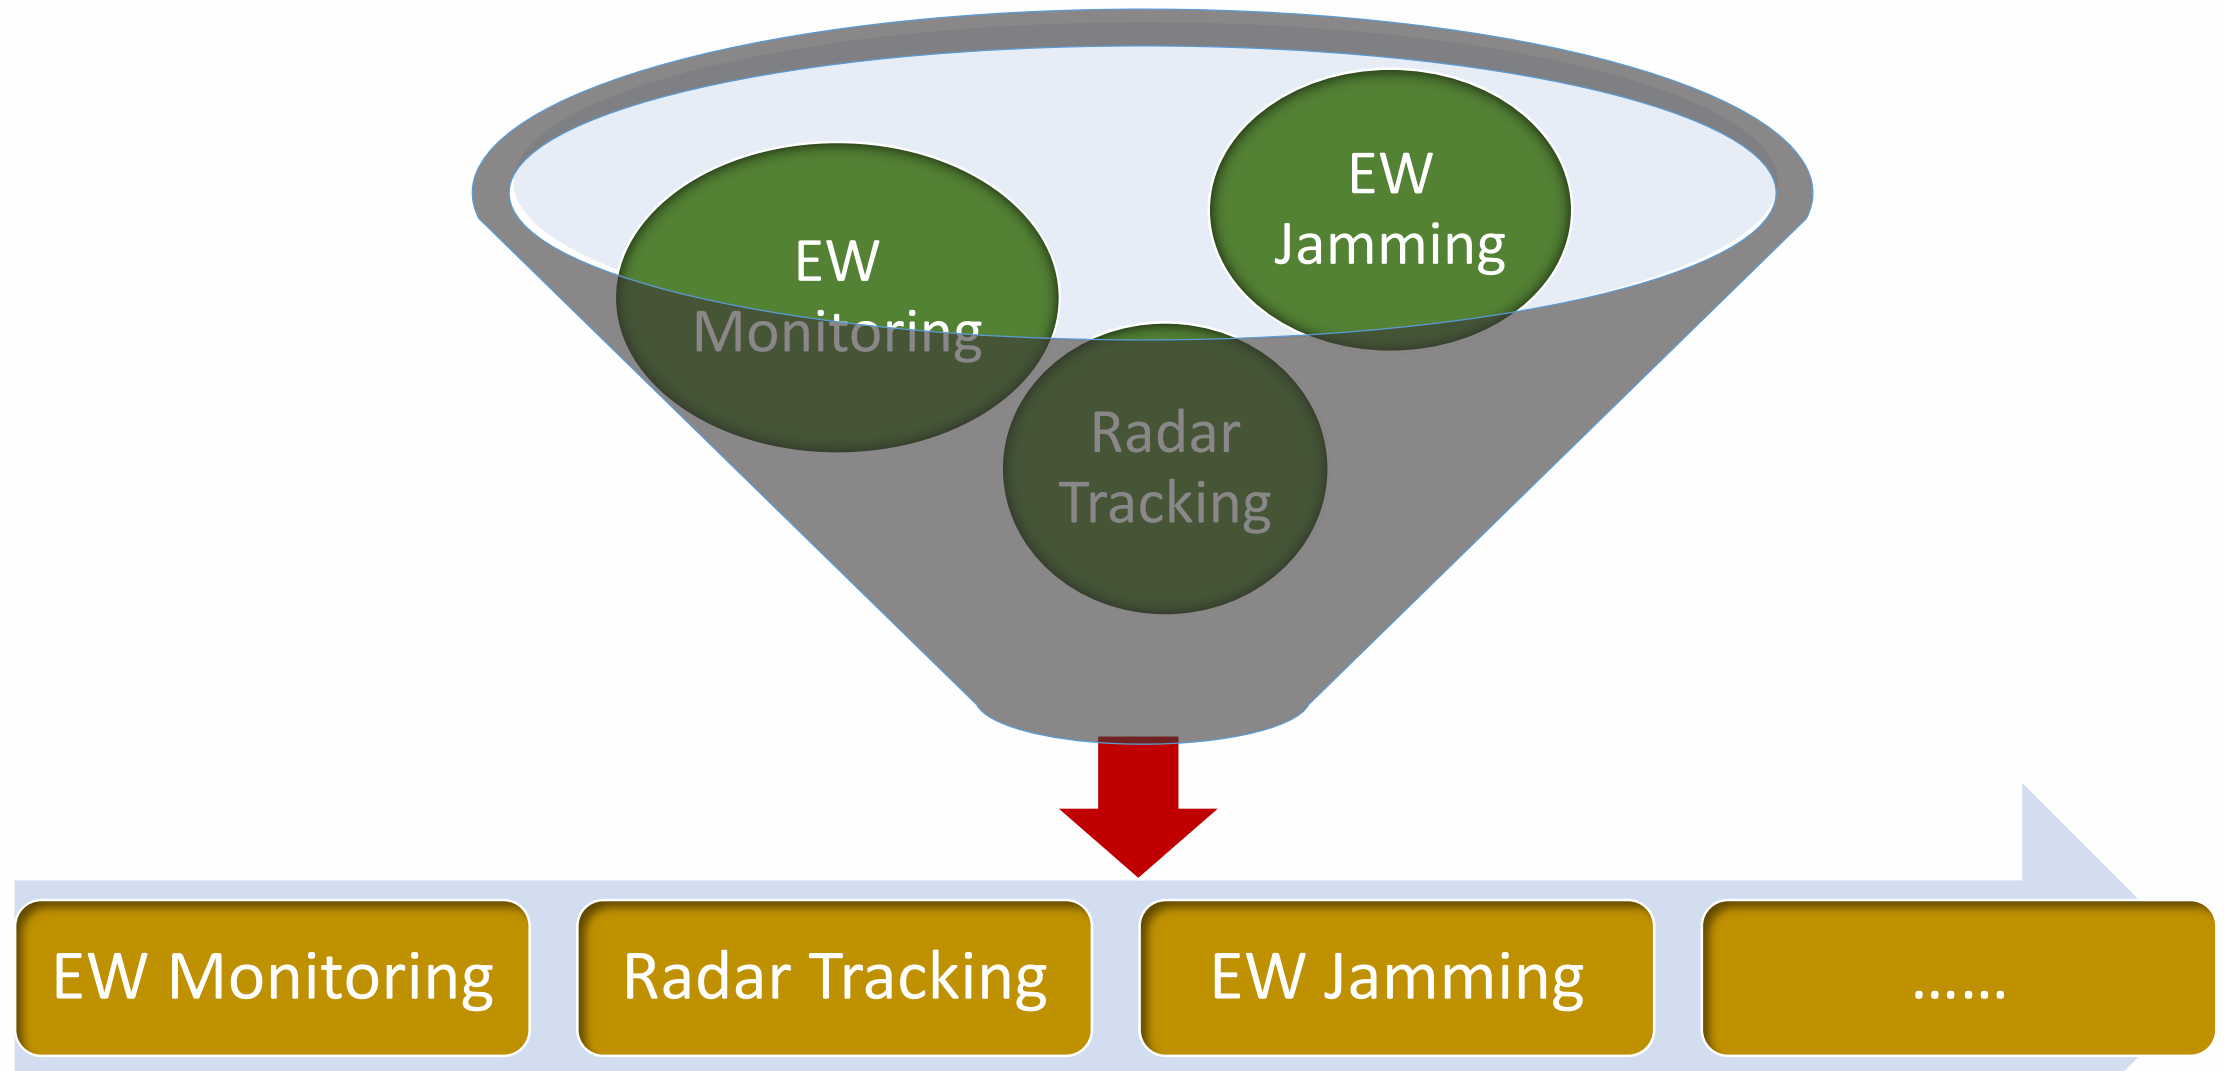 EW
Jamming
EW
Monitoring
Radar
Tracking
EW Monitoring
Radar Tracking
EW Jamming
......